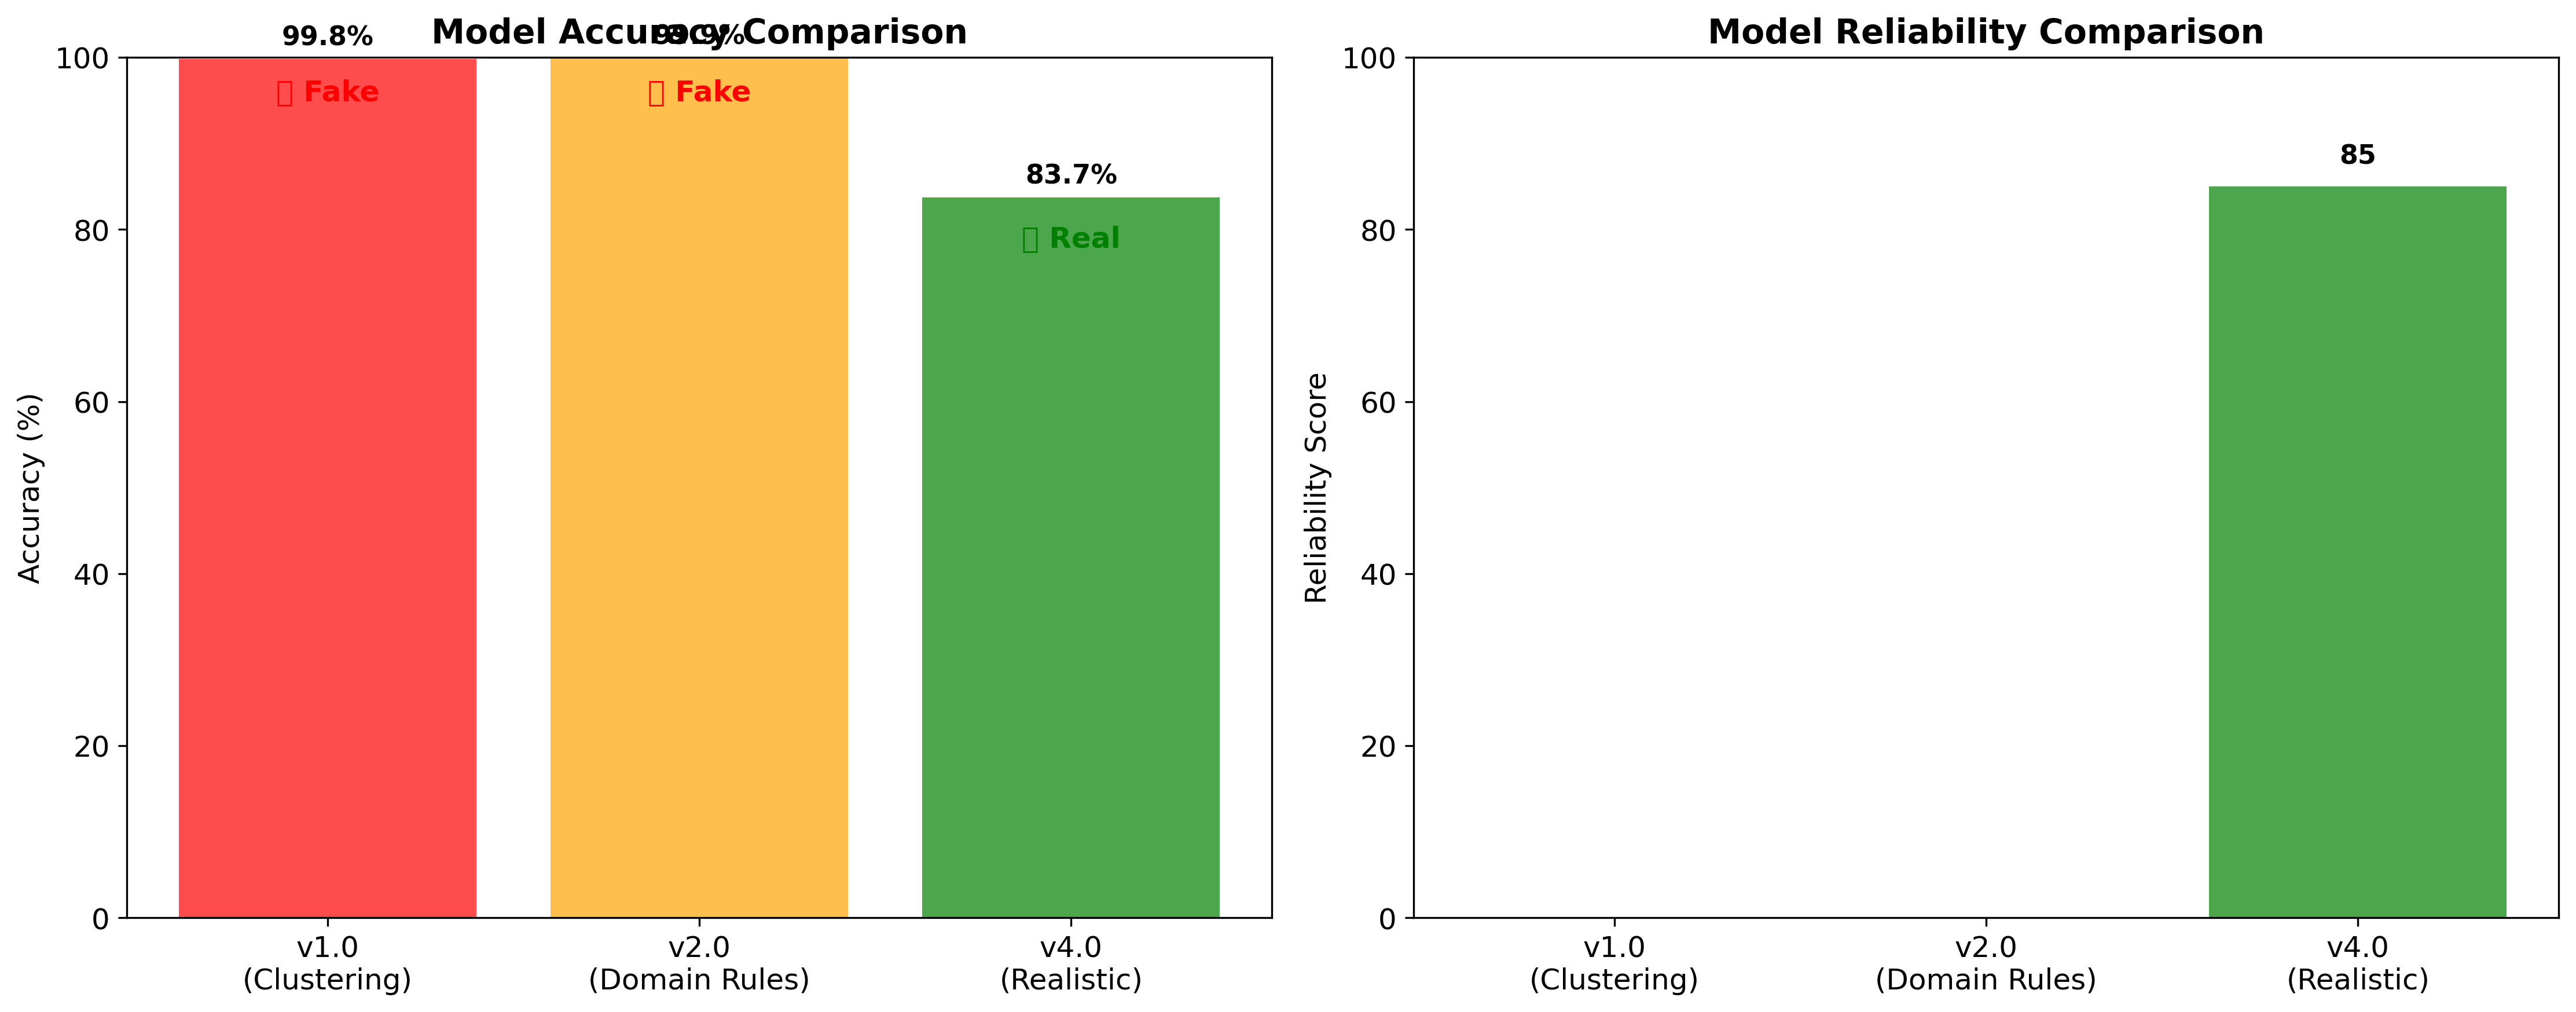 Model Accuracy Comparison
99.8%
99.9%
100
80
60
40
20
0
Accuracy (%)
Fake
Fake
83.7%
Real
v1.0
(Clustering)
v2.0
(Domain Rules)
v4.0
(Realistic)
Model Reliability Comparison
100
80
60
40
20
0
Reliability Score
85
v1.0
(Clustering)
v2.0
(Domain Rules)
v4.0
(Realistic)